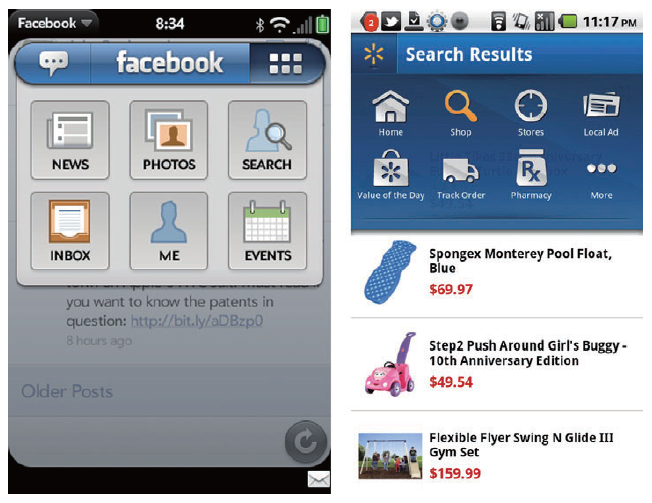 Facebook
8:34
facebook
NEWS
PHOTOS
SEARCH
INBOX
ME
EVENTS
you want to know the patents in
question: http://bit.ly/aDBzp0
8 hours ago
Older Posts
2
11:17 PM
Search Results
Home
Shop
Stores
Local Ad
Value of the Day
Track Order
Rx
Pharmacy
More
Spongex Monterey Pool Float,
Blue
$69.97
Step2 Push Around Girl's Buggy -
10th Anniversary Edition
$49.54
Flexible Flyer Swing N Glide III
Gym Set
$159.99